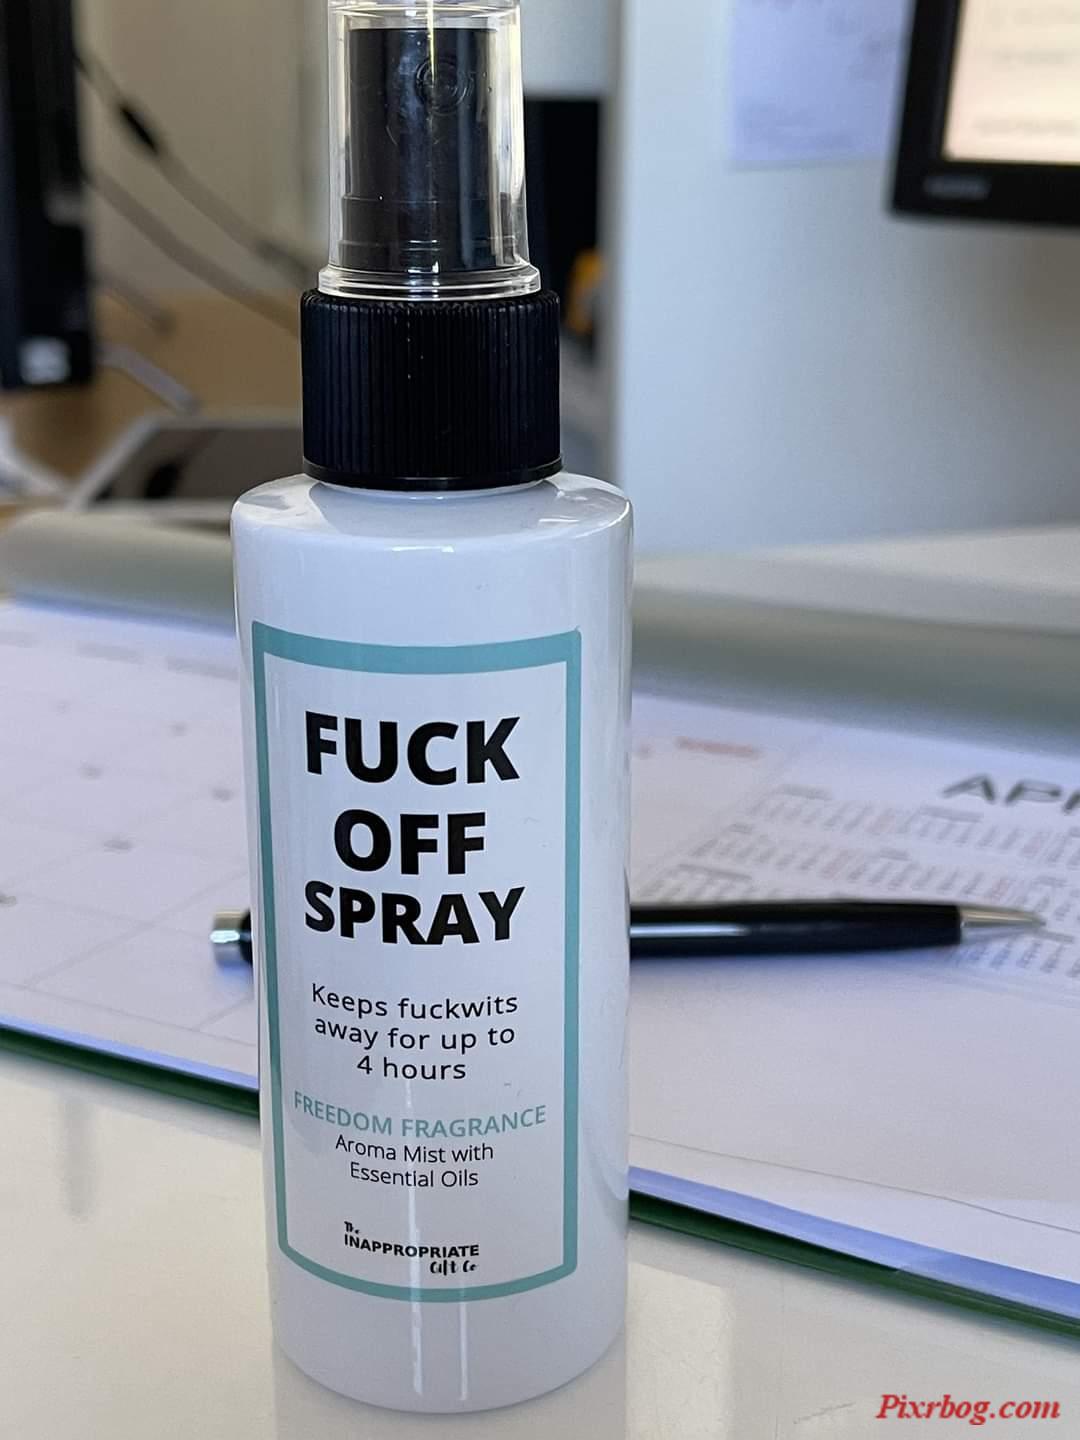 FUCK
OFF
SPRAY
Keeps fuckwits
away for up to
4 hours
FREEDOM FRAGRANCE
Aroma Mist with
Essential Oils
The
INAPPROPRIATE
Gift Co
Pixrbog.com